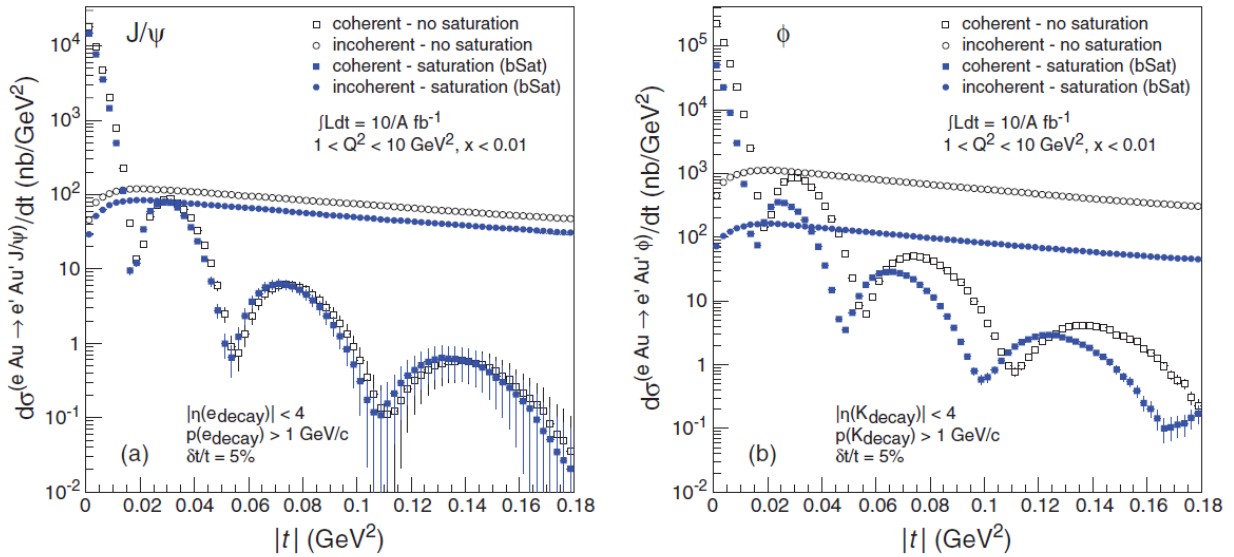 J/ψ
coherent - no saturation
incoherent - no saturation
coherent - saturation (bSat)
incoherent - saturation (bSat)
∫Ldt = 10/A fb⁻¹
1 < Q² < 10 GeV², x < 0.01
|η(e_decay)| < 4
p(e_decay) > 1 GeV/c
δt/t = 5%
(a)
dσ(e Au → e' Au' J/ψ)/dt (nb/GeV²)
10⁴
10³
10²
10
1
10⁻¹
10⁻²
0 0.02 0.04 0.06 0.08 0.1 0.12 0.14 0.16 0.18
|t| (GeV²)
ϕ
coherent - no saturation
incoherent - no saturation
coherent - saturation (bSat)
incoherent - saturation (bSat)
∫Ldt = 10/A fb⁻¹
1 < Q² < 10 GeV², x < 0.01
|η(K_decay)| < 4
p(K_decay) > 1 GeV/c
δt/t = 5%
(b)
dσ(e Au → e' Au' ϕ)/dt (nb/GeV²)
10⁵
10⁴
10³
10²
10
1
10⁻¹
10⁻²
0 0.02 0.04 0.06 0.08 0.1 0.12 0.14 0.16 0.18
|t| (GeV²)